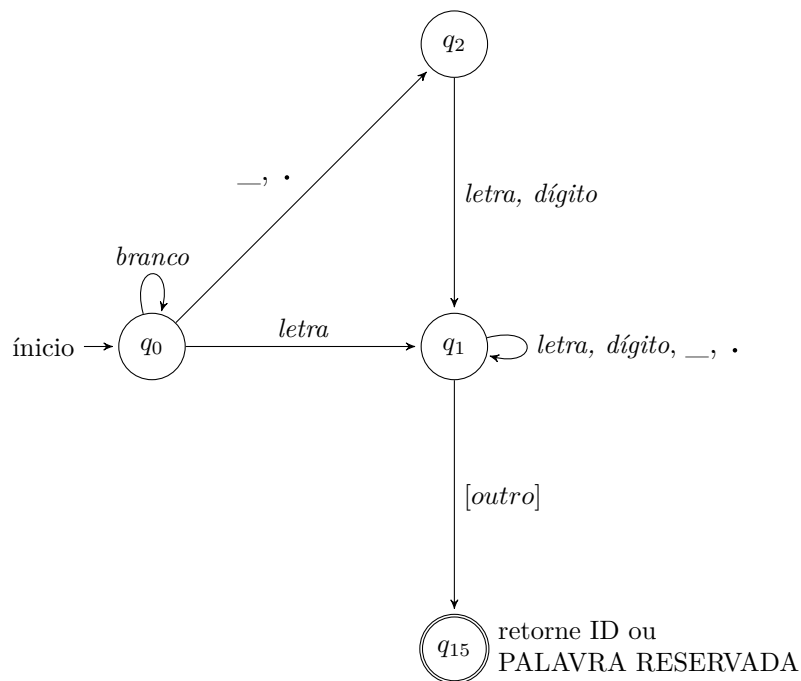 q2
_, .
letra, dígito
branco
ínicio
q0
letra
q1
letra, dígito, _, .
[outro]
q15
retorne ID ou
PALAVRA RESERVADA